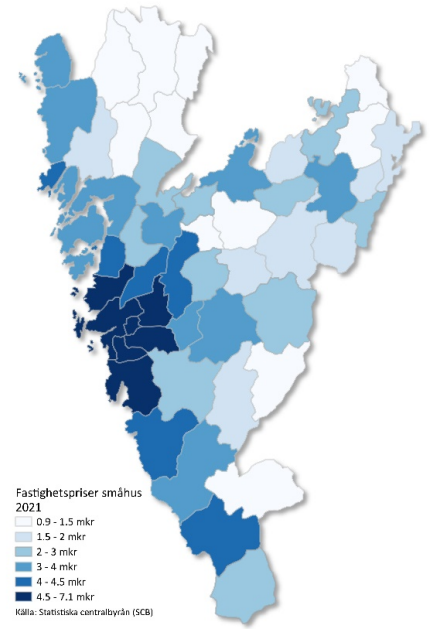 Fastighetspriser småhus
2021
0.9 - 1.5 mkr
1.5 - 2 mkr
2 - 3 mkr
3 - 4 mkr
4 - 4.5 mkr
4.5 - 7.1 mkr
Källa: Statistiska centralbyrån (SCB)